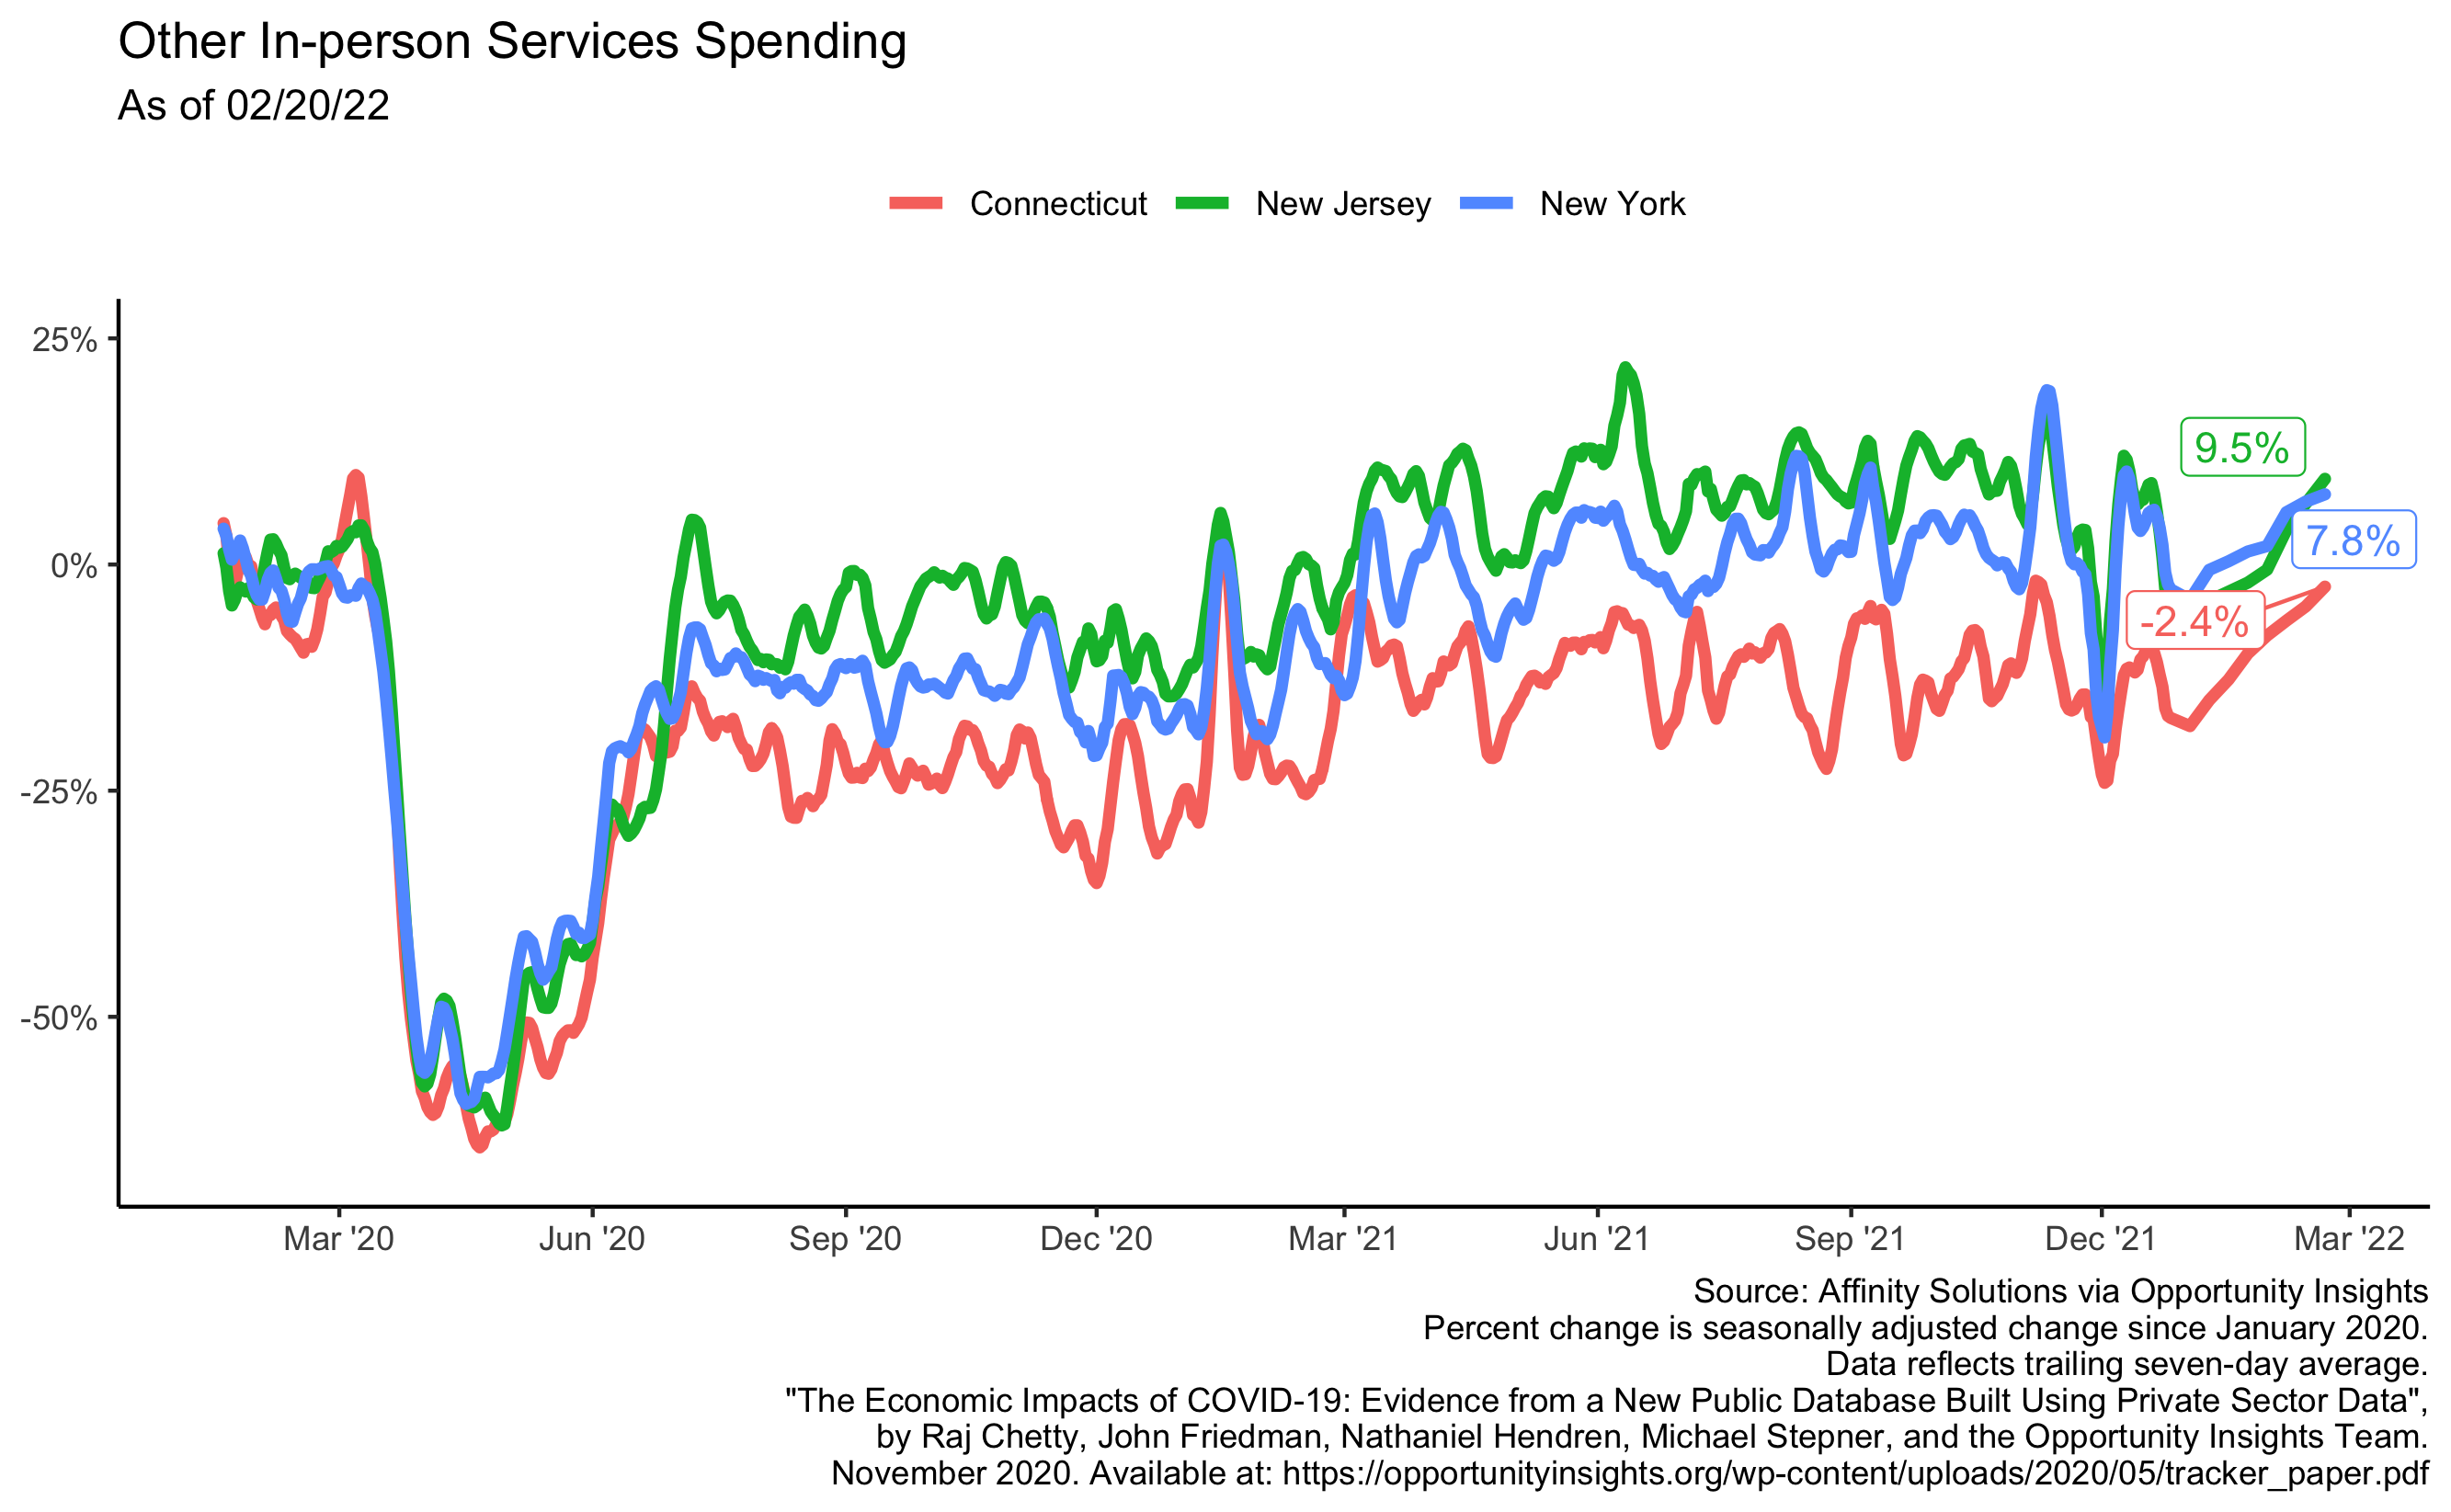 Other In-person Services Spending
As of 02/20/22
Connecticut New Jersey New York
25%
0%
-25%
-50%
9.5%
7.8%
-2.4%
Mar '20 Jun '20 Sep '20 Dec '20 Mar '21 Jun '21 Sep '21 Dec '21 Mar '22
Source: Affinity Solutions via Opportunity Insights
Percent change is seasonally adjusted change since January 2020.
Data reflects trailing seven-day average.
"The Economic Impacts of COVID-19: Evidence from a New Public Database Built Using Private Sector Data",
by Raj Chetty, John Friedman, Nathaniel Hendren, Michael Stepner, and the Opportunity Insights Team.
November 2020. Available at: https://opportunityinsights.org/wp-content/uploads/2020/05/tracker_paper.pdf